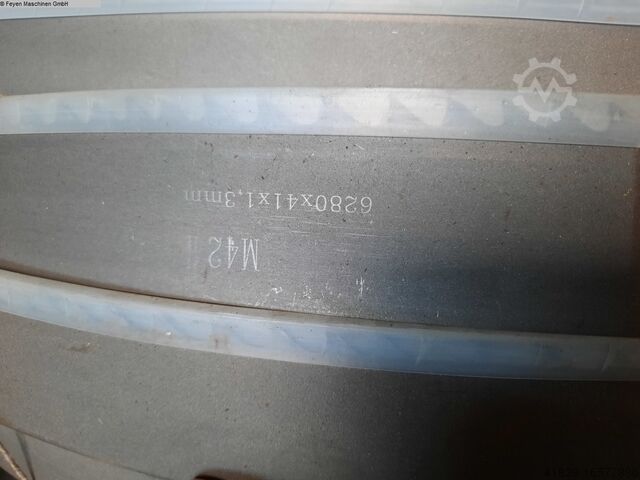 © Feyen Maschinen GmbH
M42
6280x41x1,3mm